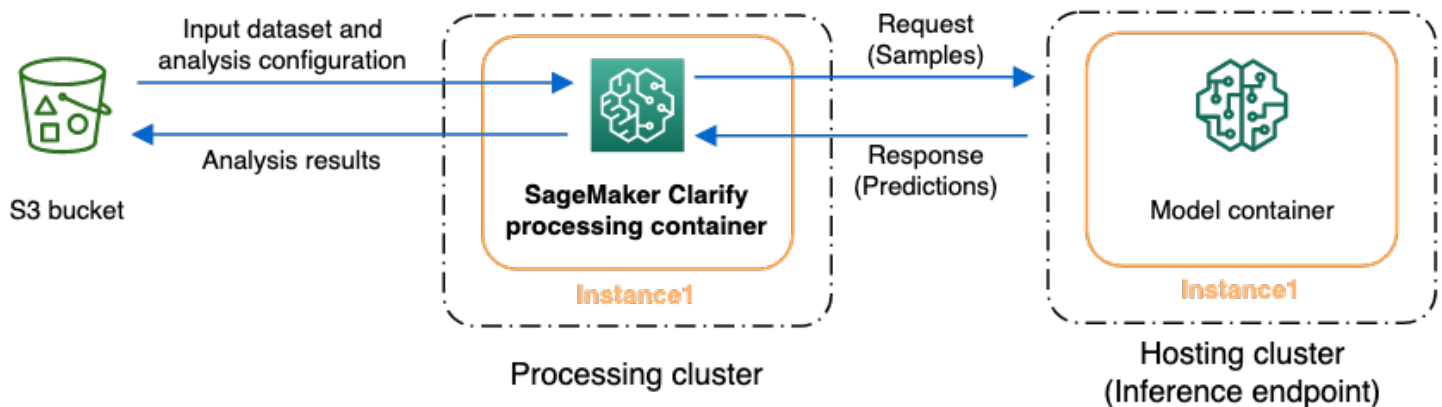 Input dataset and
analysis configuration
Analysis results
S3 bucket
SageMaker Clarify
processing container
Instance1
Processing cluster
Request
(Samples)
Response
(Predictions)
Model container
Instance1
Hosting cluster
(Inference endpoint)